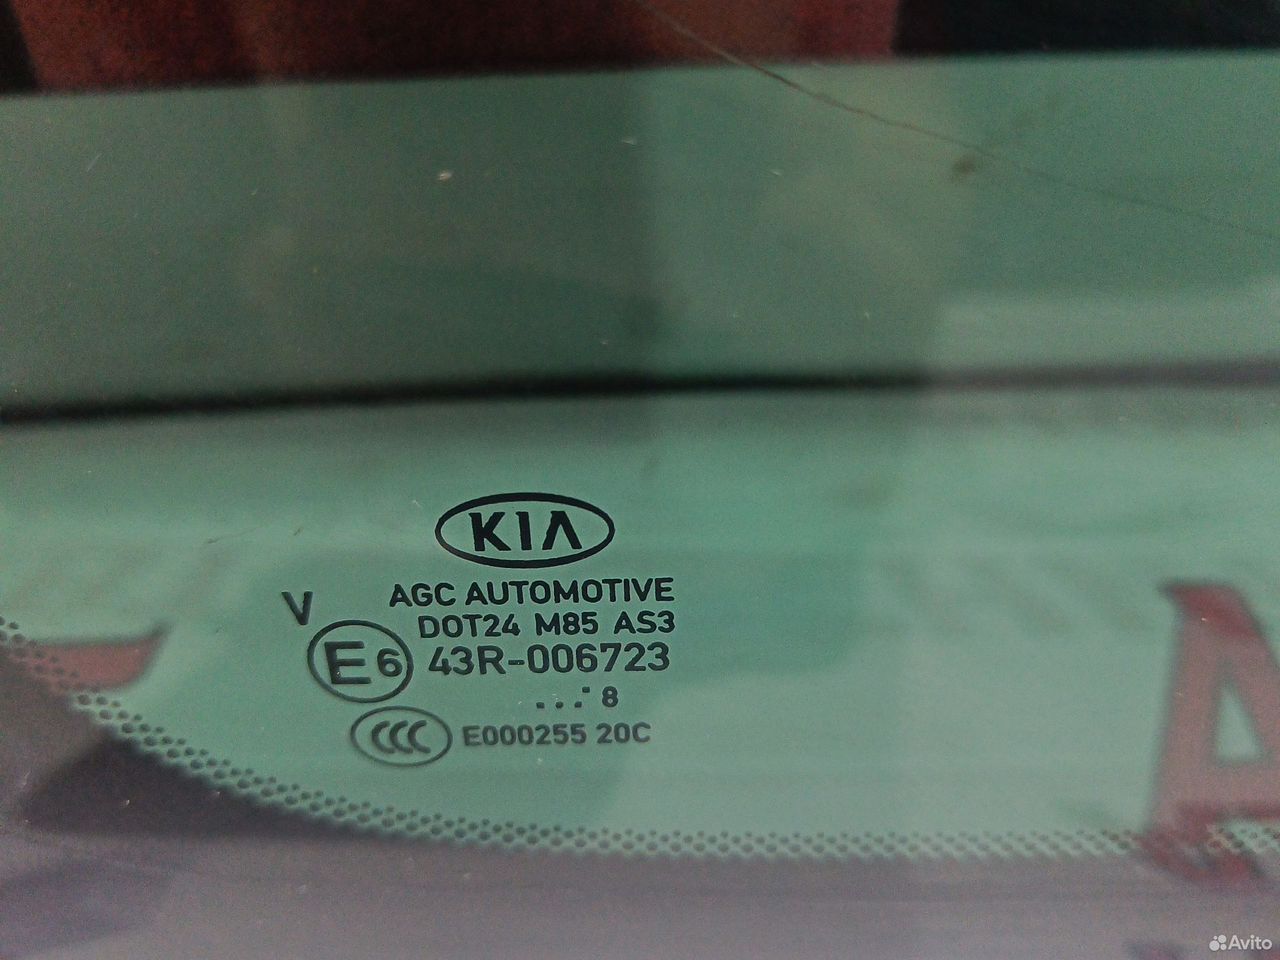 KIA
AGC AUTOMOTIVE
V
DOT24 M85 AS3
E6 43R-006723
...⠋8
CCC E000255 20C
A
Avito